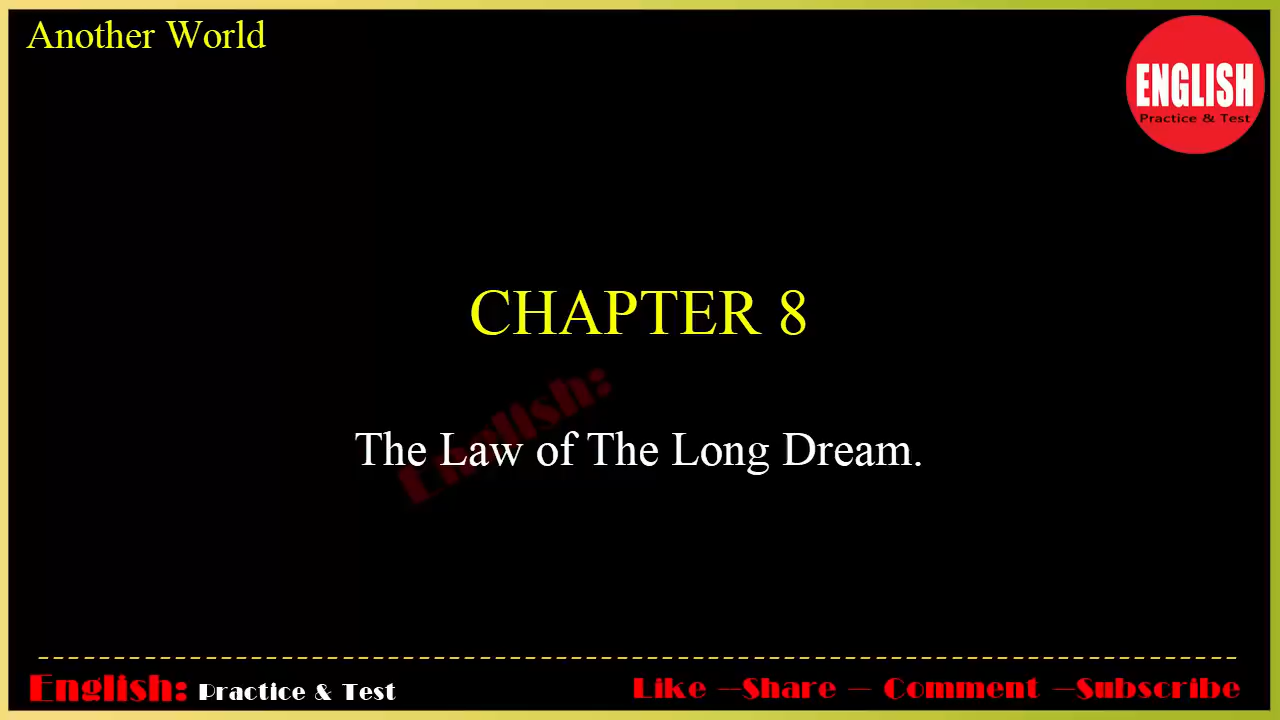 Another World
ENGLISH
Practice & Test
CHAPTER 8
English:
The Law of The Long Dream.
English: Practice & Test
Like —Share — Comment —Subscribe